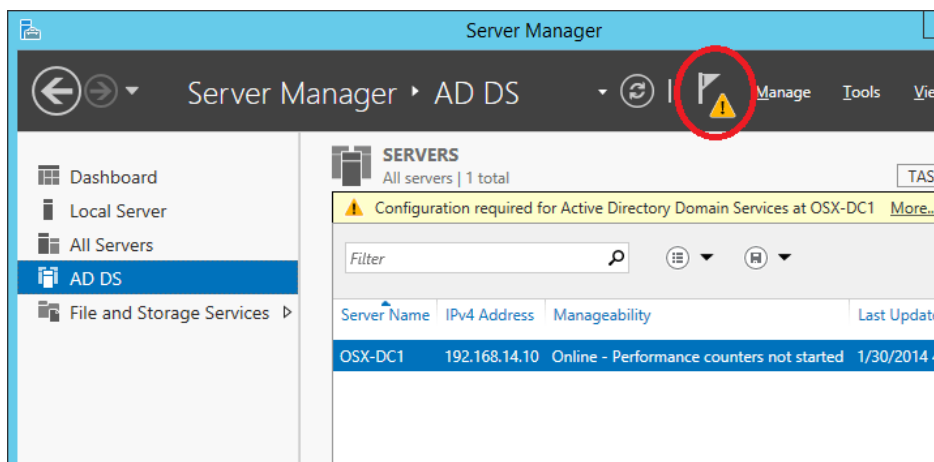 Server Manager
Server Manager ‣ AD DS
Manage Tools
SERVERS
All servers | 1 total
Configuration required for Active Directory Domain Services at OSX-DC1 More...
Filter
Server Name IPv4 Address Manageability Last
OSX-DC1 192.168.14.10 Online - Performance counters not started 1/30/2014
Dashboard
Local Server
All Servers
AD DS
File and Storage Services